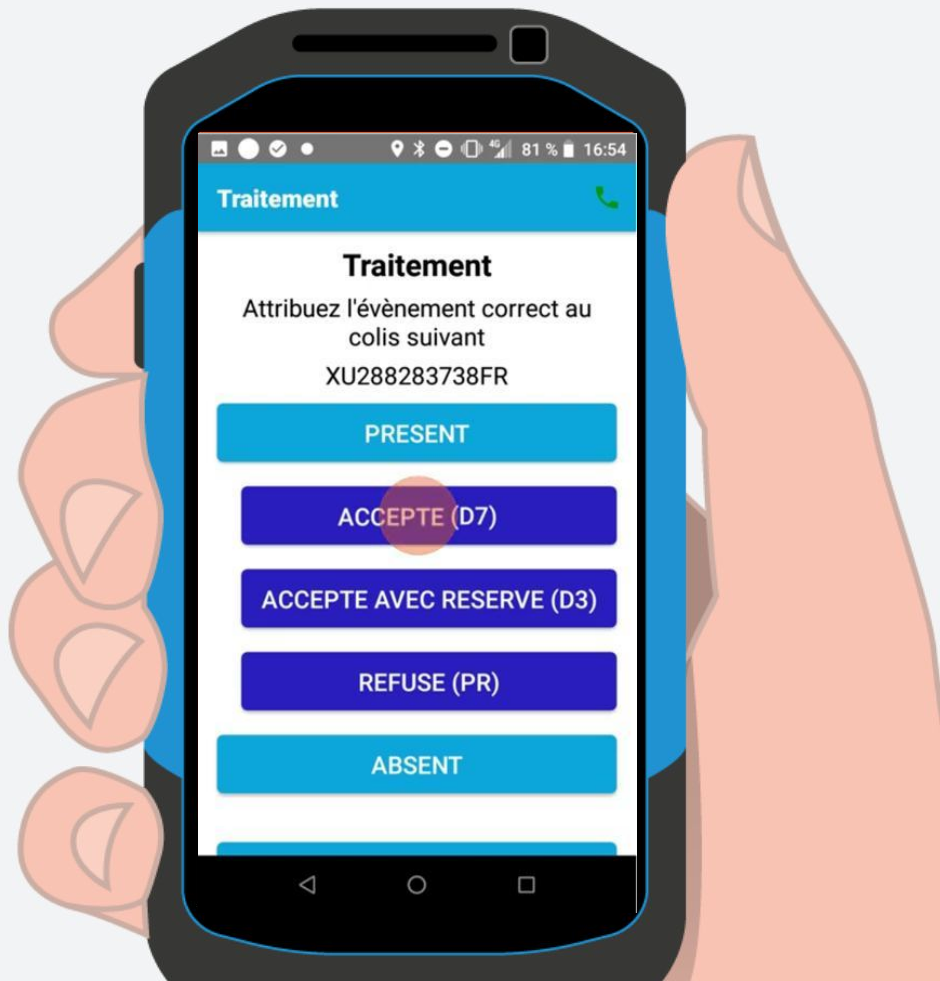 4G 81 % 16:54
Traitement
Traitement
Attribuez l'évènement correct au
colis suivant
XU288283738FR
PRESENT
ACCEPTE (D7)
ACCEPTE AVEC RESERVE (D3)
REFUSE (PR)
ABSENT